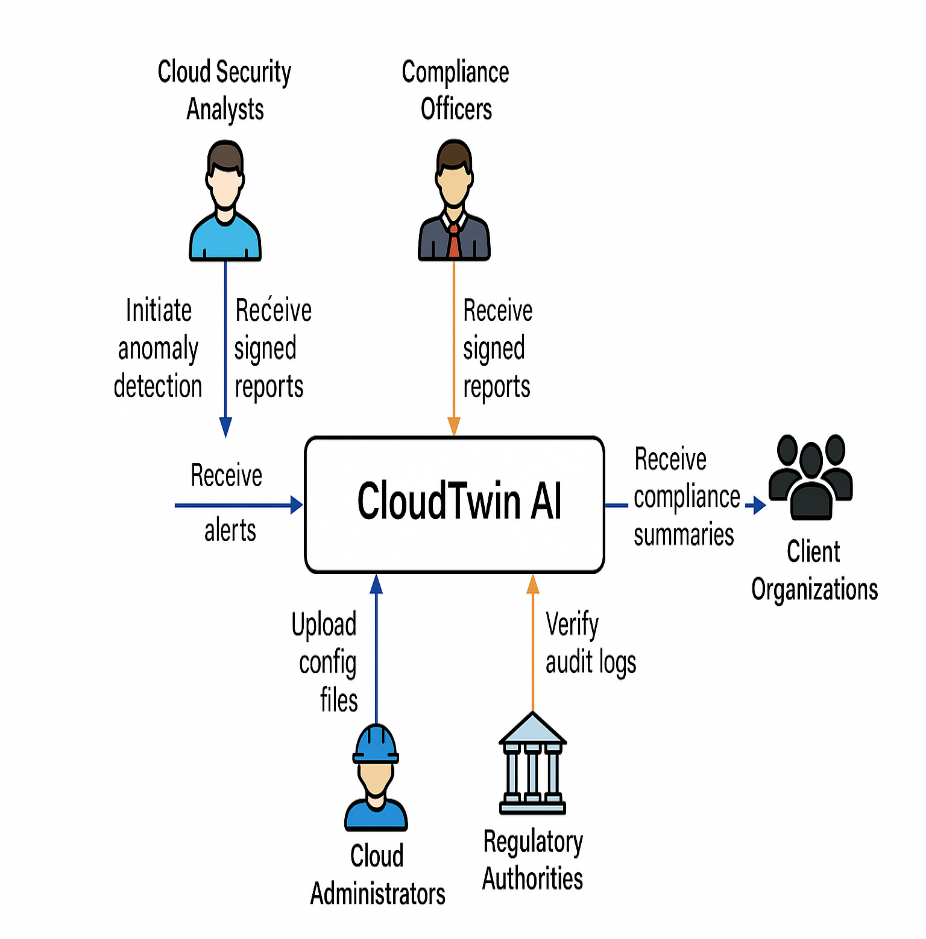 Cloud Security
Analysts
Compliance
Officers
Initiate
anomaly
detection
Receive
signed
reports
Receive
signed
reports
Receive
alerts
CloudTwin AI
Receive
compliance
summaries
Client
Organizations
Upload
config
files
Verify
audit logs
Cloud
Administrators
Regulatory
Authorities